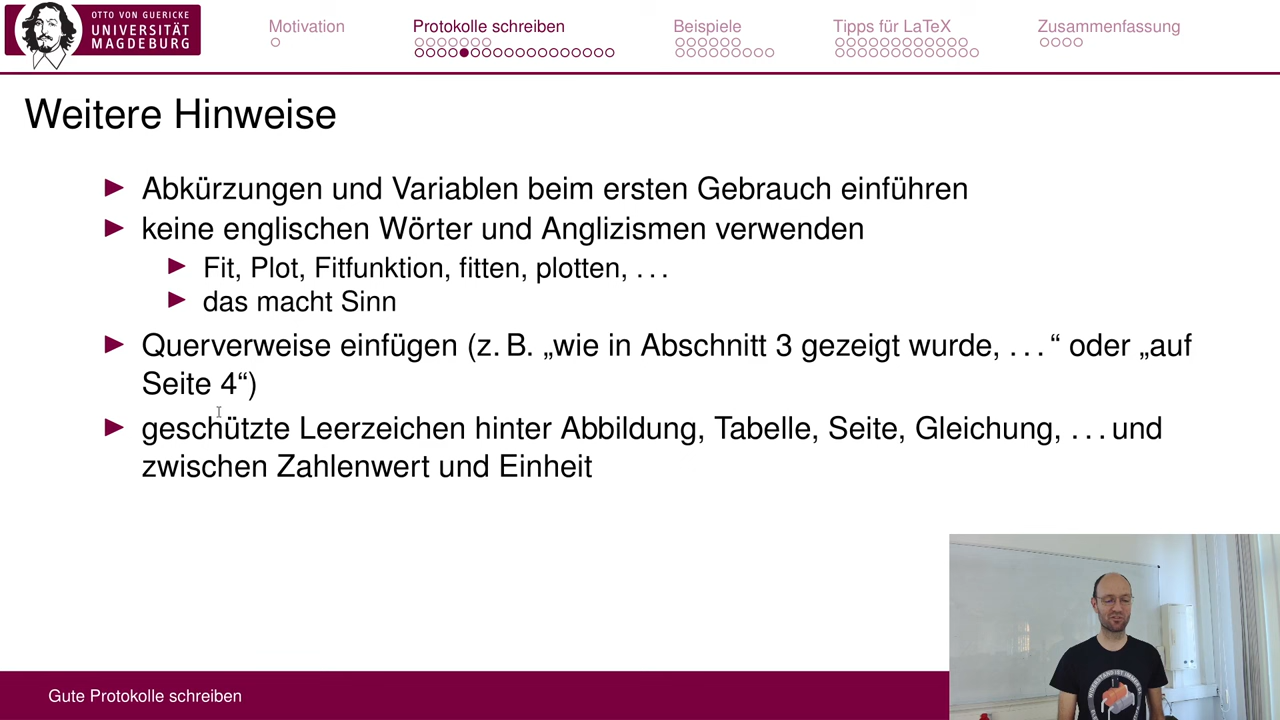 OTTO VON GUERICKE
UNIVERSITÄT
MAGDEBURG
Motivation
Protokolle schreiben
Beispiele
Tipps für LaTeX
Zusammenfassung
Weitere Hinweise
Abkürzungen und Variablen beim ersten Gebrauch einführen
keine englischen Wörter und Anglizismen verwenden
Fit, Plot, Fitfunktion, fitten, plotten, . . .
das macht Sinn
Querverweise einfügen (z. B. „wie in Abschnitt 3 gezeigt wurde, . . . “ oder „auf
Seite 4“)
geschützte Leerzeichen hinter Abbildung, Tabelle, Seite, Gleichung, . . . und
zwischen Zahlenwert und Einheit
Gute Protokolle schreiben